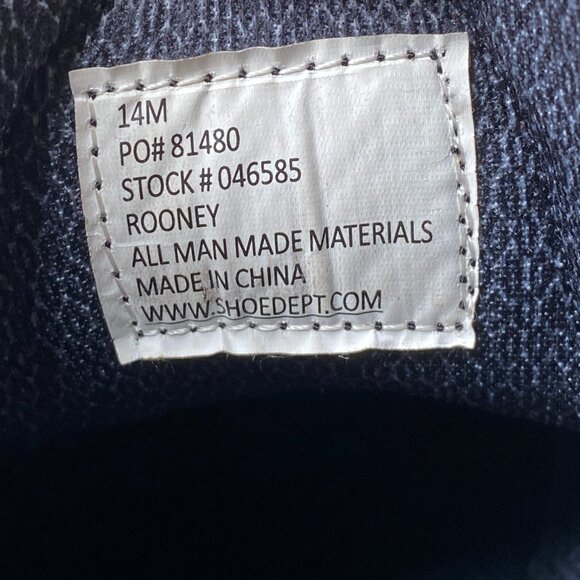 14M
PO# 81480
STOCK # 046585
ROONEY
ALL MAN MADE MATERIALS
MADE IN CHINA
WWW.SHOEDEPT.COM